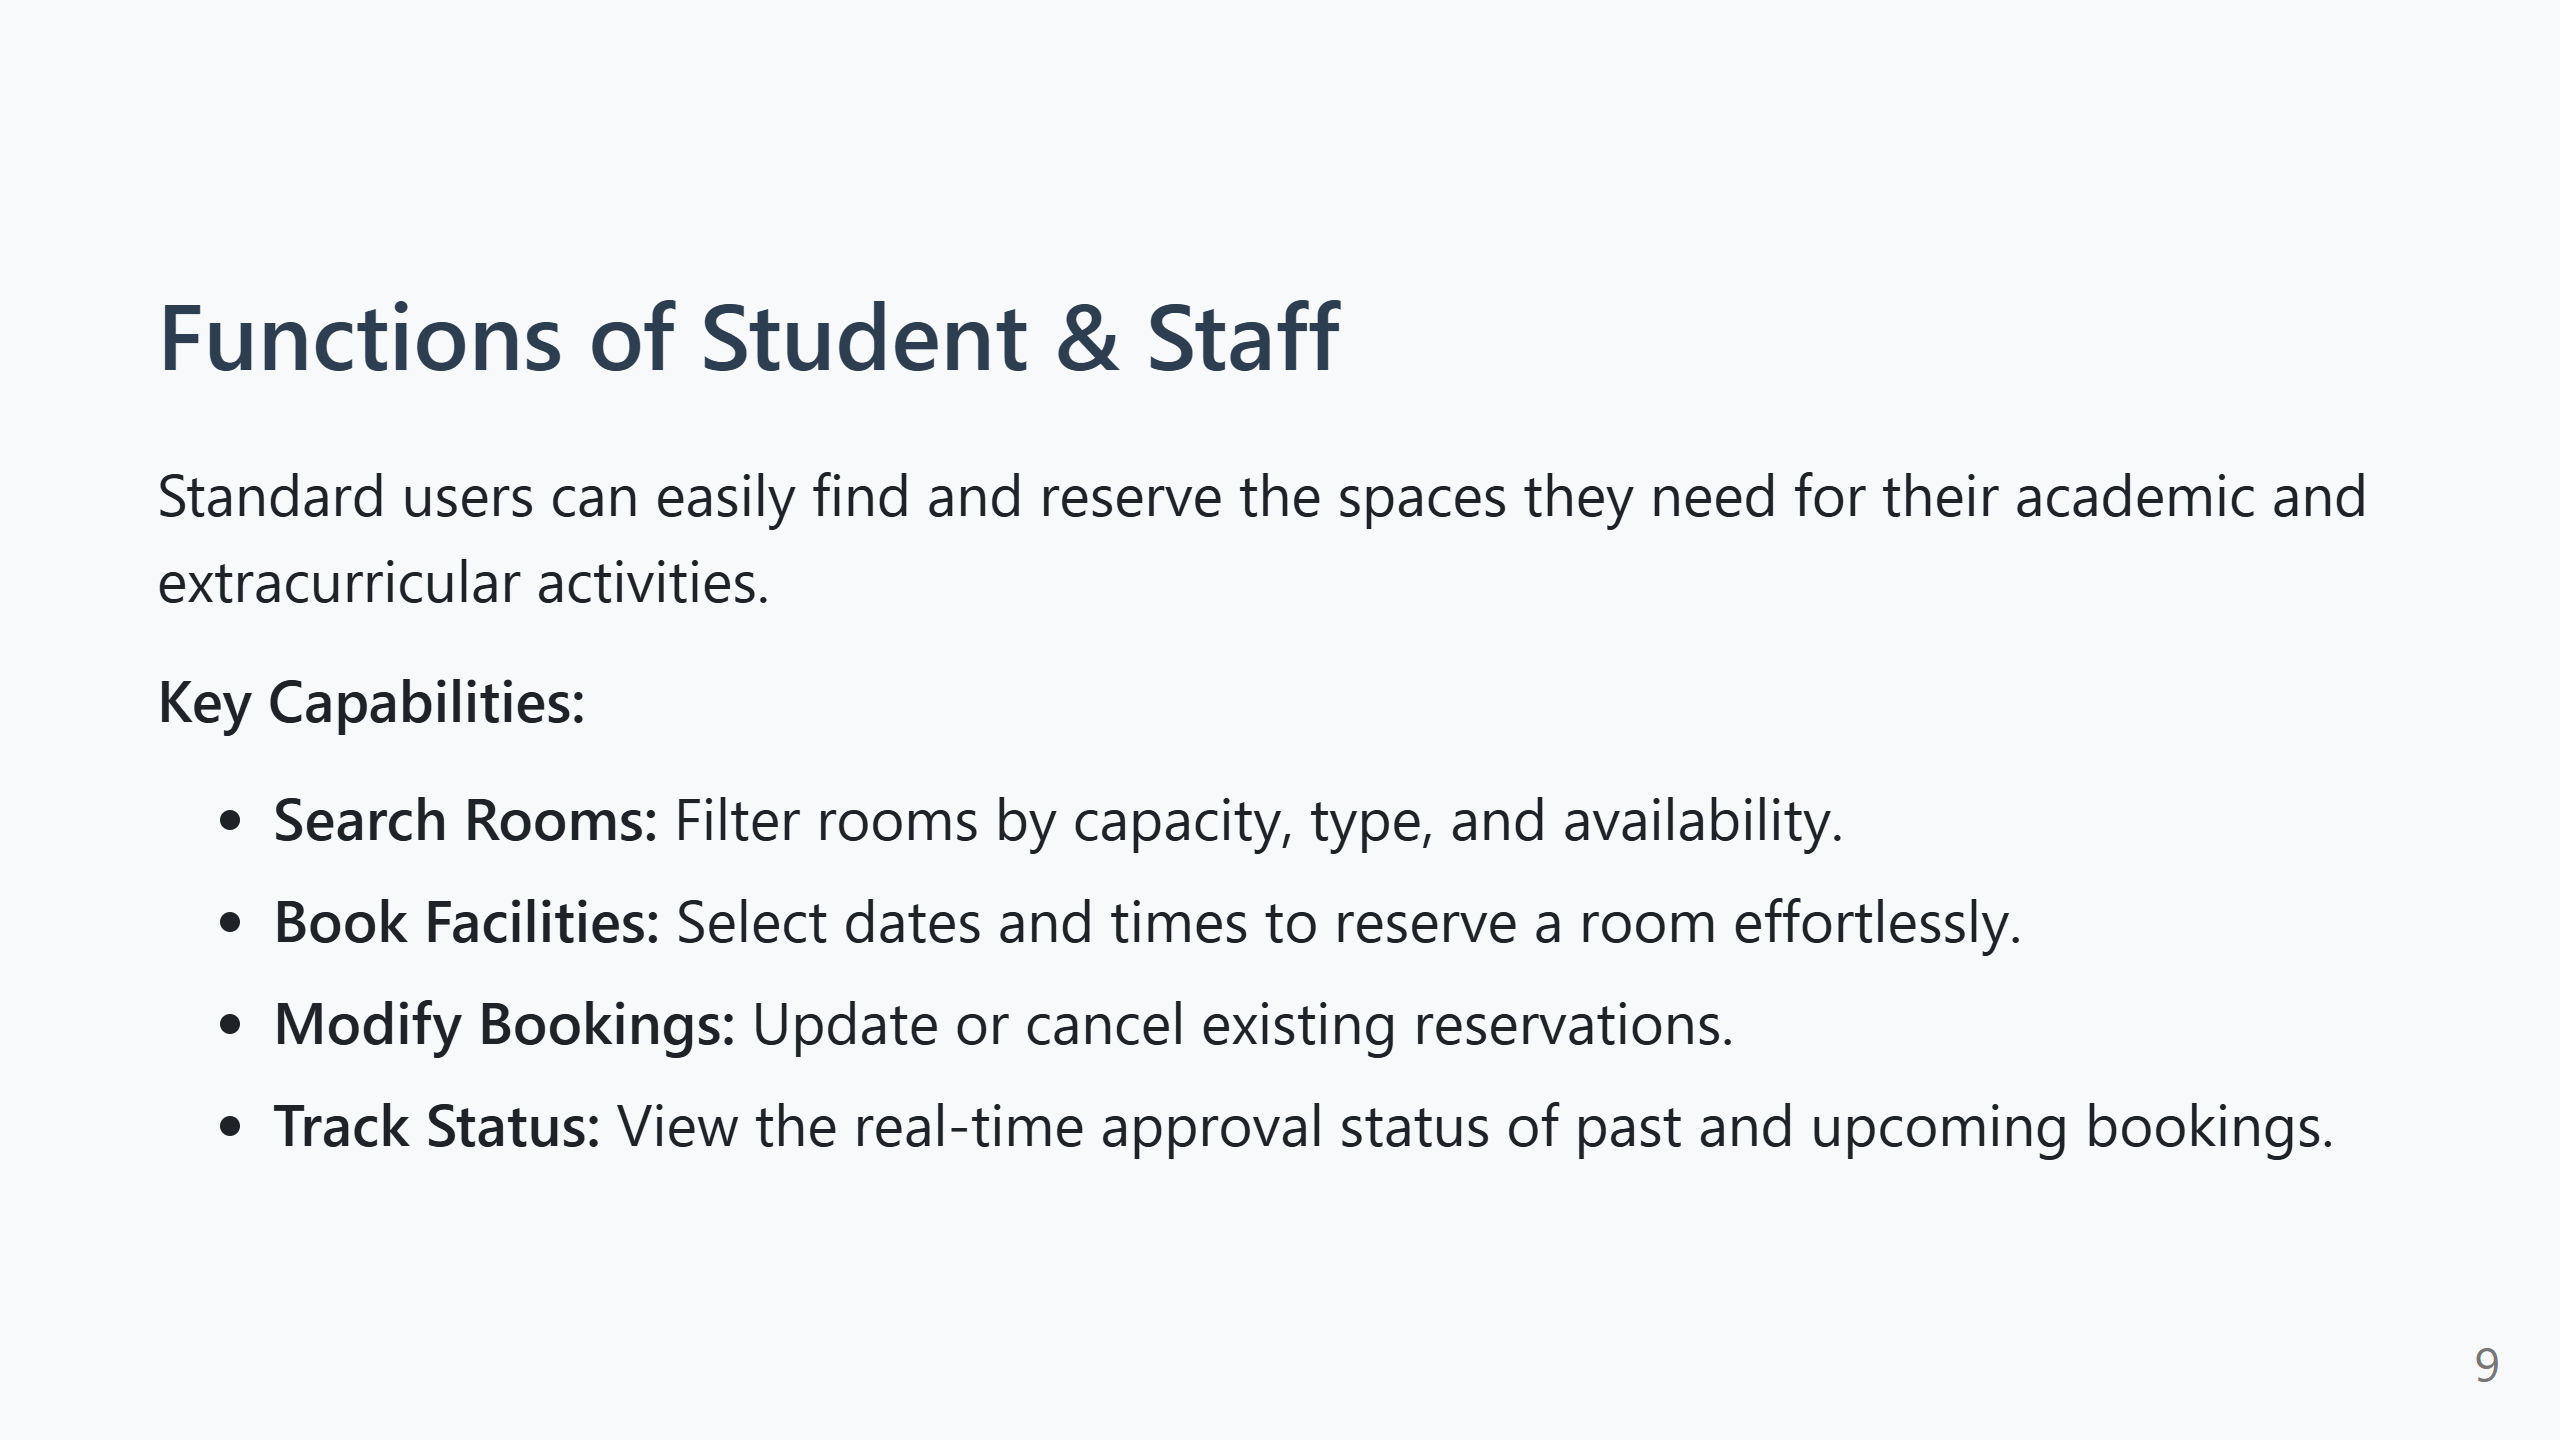 Functions of Student & Staff
Standard users can easily find and reserve the spaces they need for their academic and
extracurricular activities.
Key Capabilities:
• Search Rooms: Filter rooms by capacity, type, and availability.
• Book Facilities: Select dates and times to reserve a room effortlessly.
• Modify Bookings: Update or cancel existing reservations.
• Track Status: View the real-time approval status of past and upcoming bookings.
9